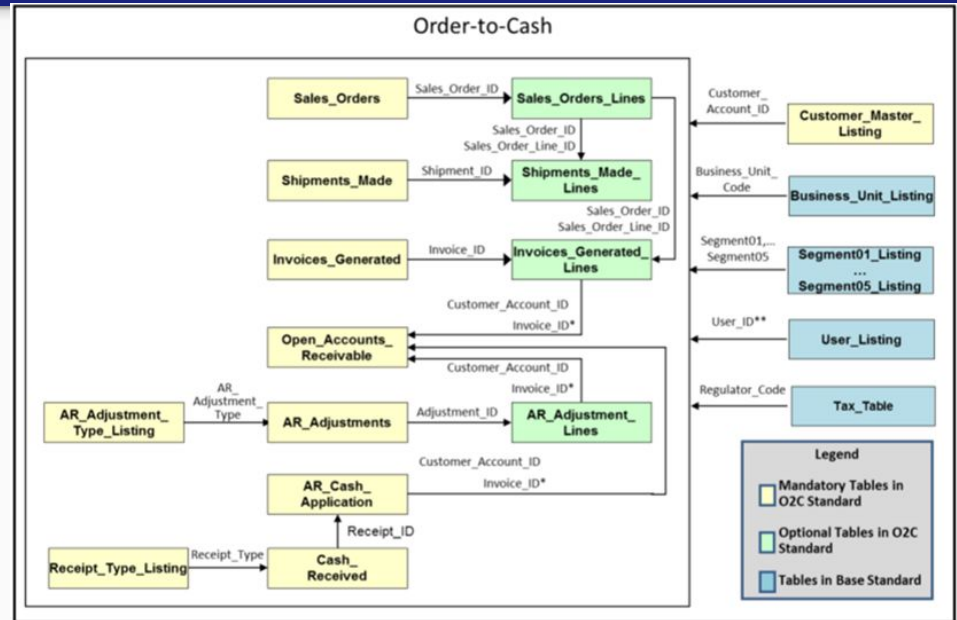 Order-to-Cash
Sales_Orders
Sales_Order_ID
Sales_Orders_Lines
Sales_Order_ID
Sales_Order_Line_ID
Shipments_Made
Shipment_ID
Shipments_Made_
Lines
Sales_Order_ID
Sales_Order_Line_ID
Invoices_Generated
Invoice_ID
Invoices_Generated_
Lines
Customer_Account_ID
Invoice_ID*
Open_Accounts_
Receivable
Customer_Account_ID
Invoice_ID*
AR_Adjustment_
Type_Listing
AR_
Adjustment_
Type
AR_Adjustments
Adjustment_ID
AR_Adjustment_
Lines
Customer_Account_ID
Invoice_ID*
AR_Cash_
Application
Receipt_ID
Receipt_Type_Listing
Receipt_Type
Cash_
Received
Customer_
Account_ID
Customer_Master_
Listing
Business_Unit_
Code
Business_Unit_Listing
Segment01,...
Segment05
Segment01_Listing
...
Segment05_Listing
User_ID**
User_Listing
Regulator_Code
Tax_Table
Legend
Mandatory Tables in
O2C Standard
Optional Tables in O2C
Standard
Tables in Base Standard